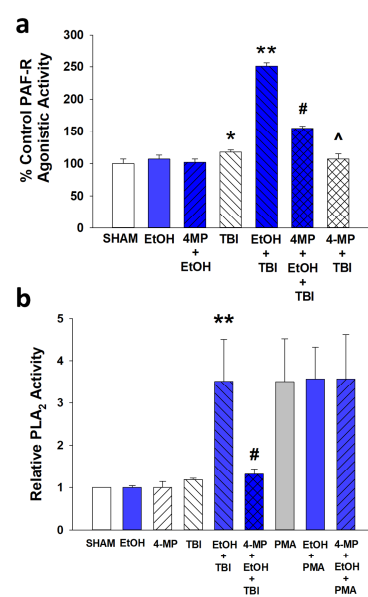 a
% Control PAF-R
Agonistic Activity
300
250
200
150
100
50
0
*
**
#
^
SHAM
EtOH
4MP
+
EtOH
TBI
EtOH
+
TBI
4MP
+
EtOH
+
TBI
4-MP
+
TBI
b
Relative PLA2 Activity
5
4
3
2
1
0
**
#
SHAM
EtOH
4-MP
TBI
EtOH
+
TBI
4-MP
+
EtOH
+
TBI
PMA
EtOH
+
PMA
4-MP
+
EtOH
+
PMA